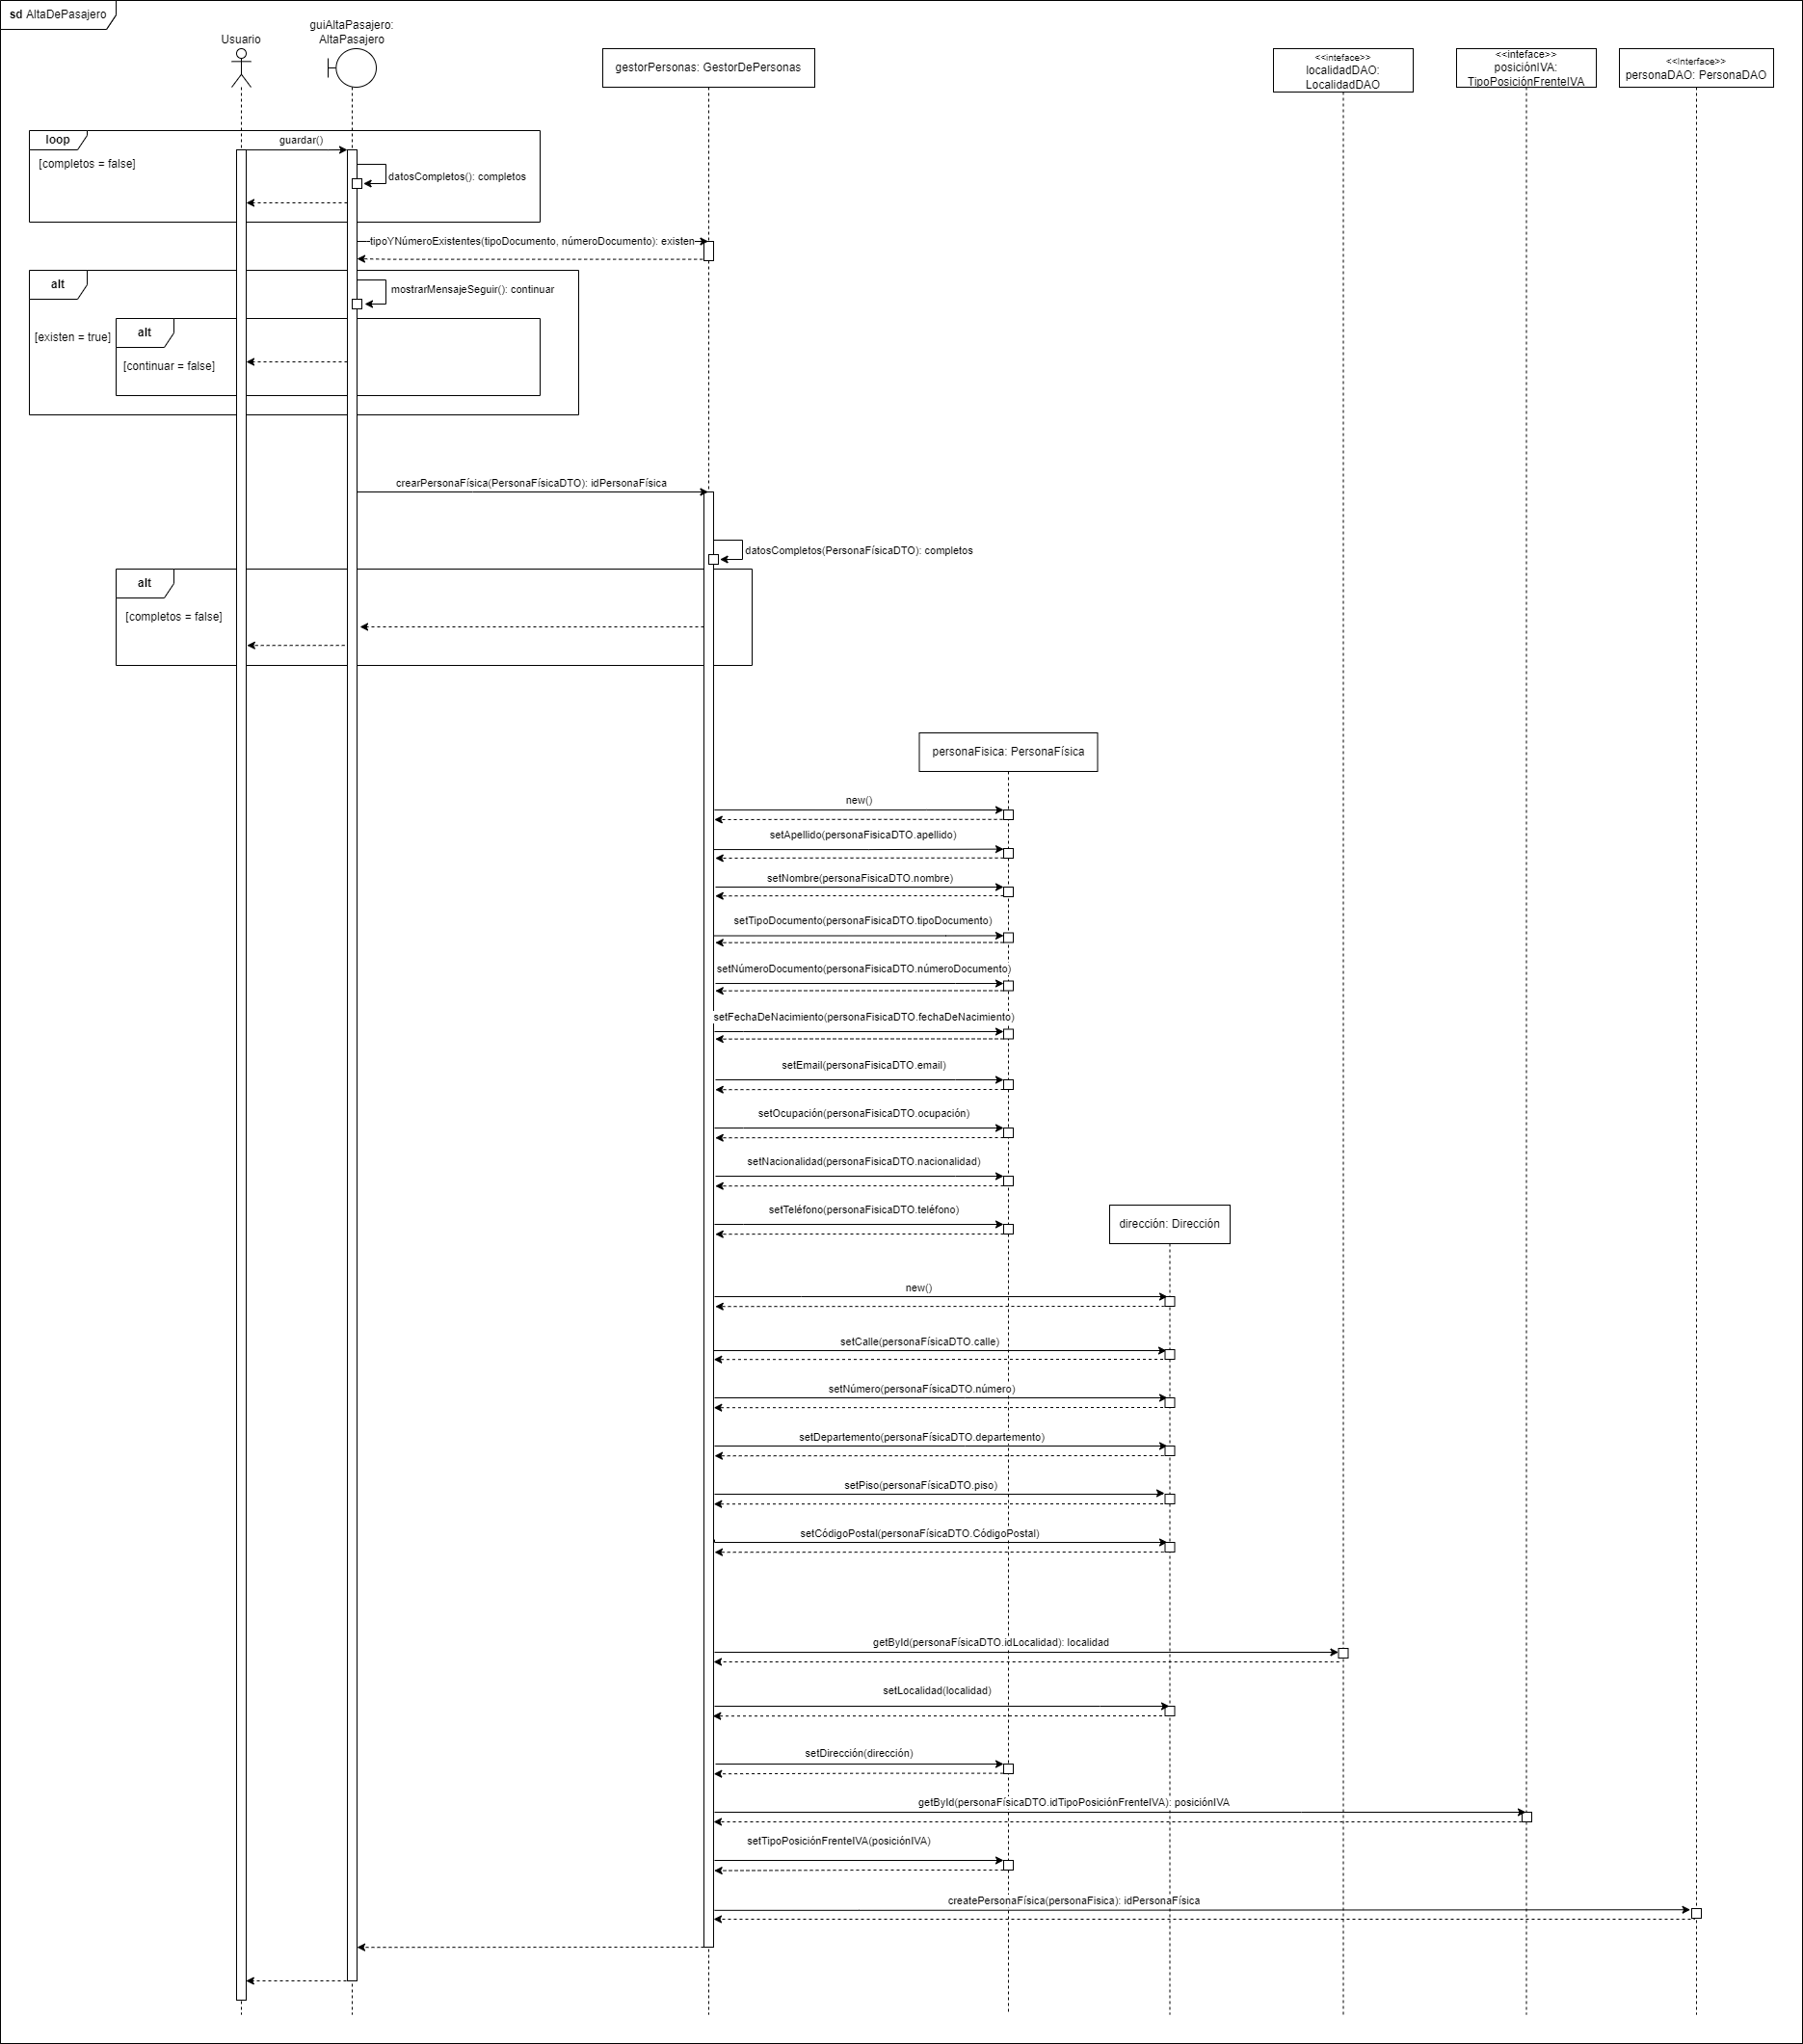 sd AltaDePasajero
Usuario
guiAltaPasajero:
AltaPasajero
gestorPersonas: GestorDePersonas
<<inteface>>
localidadDAO:
LocalidadDAO
<<inteface>>
posiciónIVA:
TipoPosiciónFrenteIVA
<<Interface>>
personaDAO: PersonaDAO
loop
guardar()
[completos = false]
datosCompletos(): completos
tipoYNúmeroExistentes(tipoDocumento, númeroDocumento): existen
alt
mostrarMensajeSeguir(): continuar
[existen = true]
alt
[continuar = false]
crearPersonaFísica(PersonaFísicaDTO): idPersonaFísica
datosCompletos(PersonaFísicaDTO): completos
alt
[completos = false]
personaFisica: PersonaFísica
new()
setApellido(personaFisicaDTO.apellido)
setNombre(personaFisicaDTO.nombre)
setTipoDocumento(personaFisicaDTO.tipoDocumento)
setNúmeroDocumento(personaFisicaDTO.númeroDocumento)
setFechaDeNacimiento(personaFisicaDTO.fechaDeNacimiento)
setEmail(personaFisicaDTO.email)
setOcupación(personaFisicaDTO.ocupación)
setNacionalidad(personaFisicaDTO.nacionalidad)
setTeléfono(personaFisicaDTO.teléfono)
dirección: Dirección
new()
setCalle(personaFísicaDTO.calle)
setNúmero(personaFísicaDTO.número)
setDepartemento(personaFísicaDTO.departemento)
setPiso(personaFísicaDTO.piso)
setCódigoPostal(personaFísicaDTO.CódigoPostal)
getById(personaFísicaDTO.idLocalidad): localidad
setLocalidad(localidad)
setDirección(dirección)
getById(personaFísicaDTO.idTipoPosiciónFrenteIVA): posiciónIVA
setTipoPosiciónFrenteIVA(posiciónIVA)
createPersonaFísica(personaFisica): idPersonaFísica